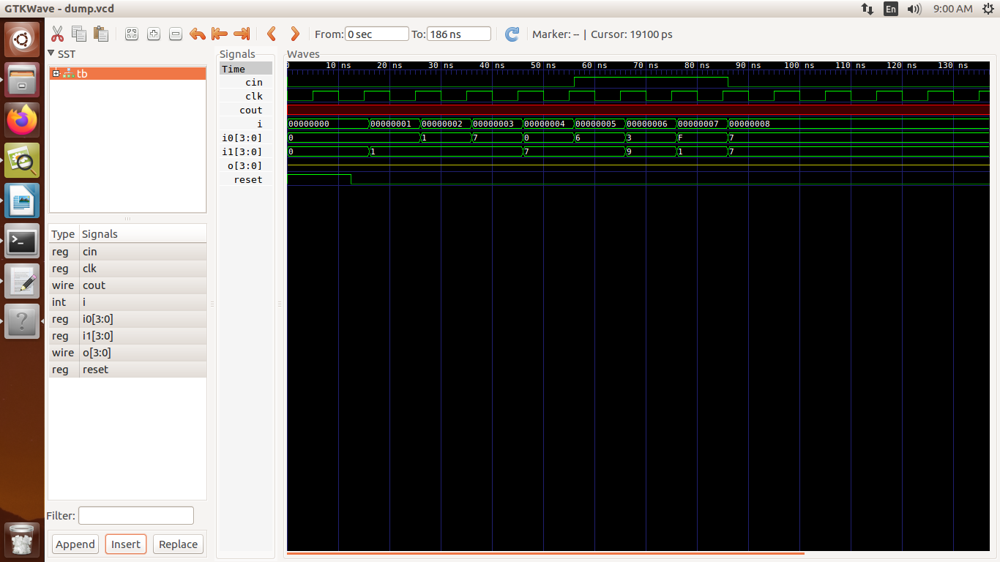 GTKWave - dump.vcd
En
9:00 AM
From: 0 sec To: 186 ns Marker: -- | Cursor: 19100 ps
SST
tb
Type Signals
reg cin
reg clk
wire cout
int i
reg i0[3:0]
reg i1[3:0]
wire o[3:0]
reg reset
Filter:
Append Insert Replace
Signals
Time
cin
clk
cout
i
i0[3:0]
i1[3:0]
o[3:0]
reset
Waves
0 10 ns 20 ns 30 ns 40 ns 50 ns 60 ns 70 ns 80 ns 90 ns 100 ns 110 ns 120 ns 130 ns
00000000 00000001 00000002 00000003 00000004 00000005 00000006 00000007 00000008
0 1 7 0 6 3 F 7
0 1 7 9 1 7